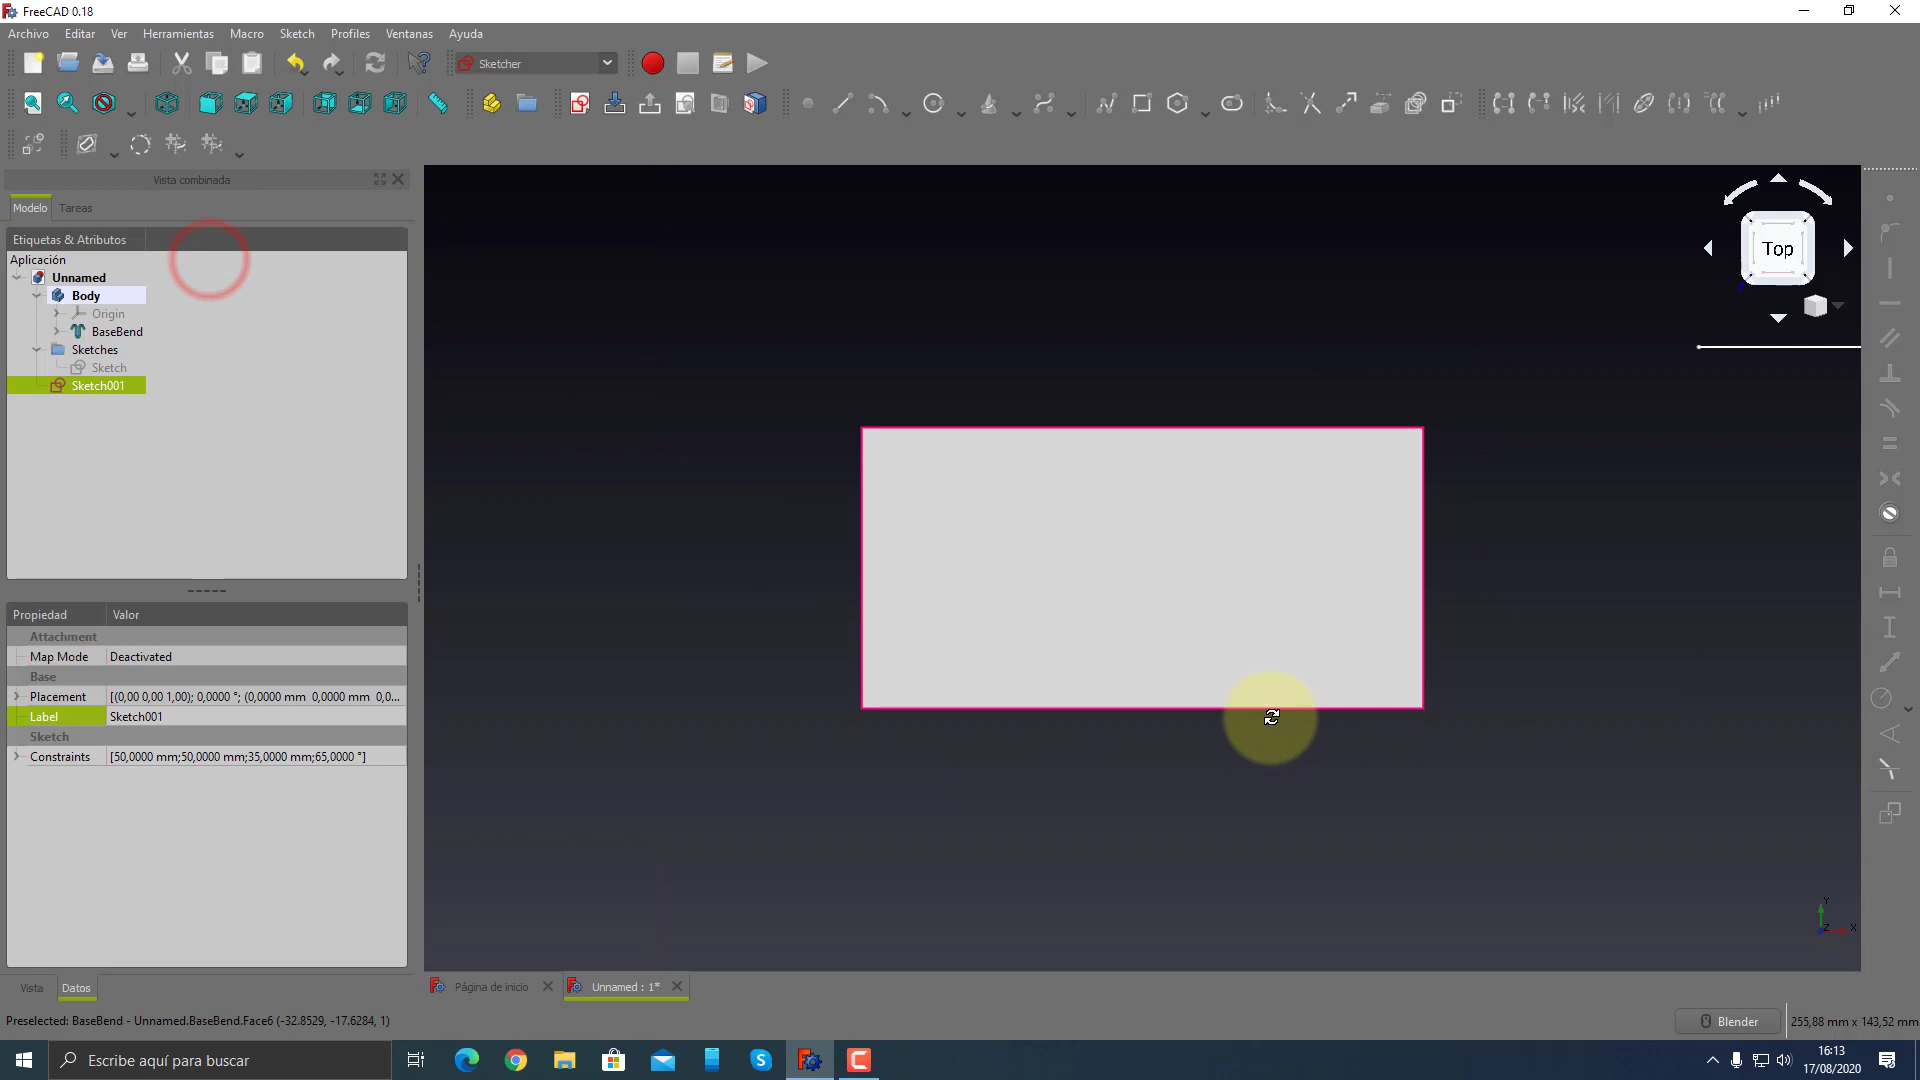 FreeCAD 0.18
Archivo Editar Ver Herramientas Macro Sketch Profiles Ventanas Ayuda
Sketcher
Vista combinada
Modelo Tareas
Etiquetas & Atributos
Aplicación
Unnamed
Body
Origin
BaseBend
Sketches
Sketch
Sketch001
Top
Propiedad Valor
Attachment
Map Mode Deactivated
Base
Placement [(0,00 0,00 1,00); 0,0000 °; (0,0000 mm 0,0000 mm 0,0...
Label Sketch001
Sketch
Constraints [50,0000 mm;50,0000 mm;35,0000 mm;65,0000 °]
Y
Z X
Vista Datos
Página de inicio Unnamed : 1*
Preselected: BaseBend - Unnamed.BaseBend.Face6 (-32.8529, -17.6284, 1)
Blender 255,88 mm x 143,52 mm
Escribe aquí para buscar
16:13
17/08/2020